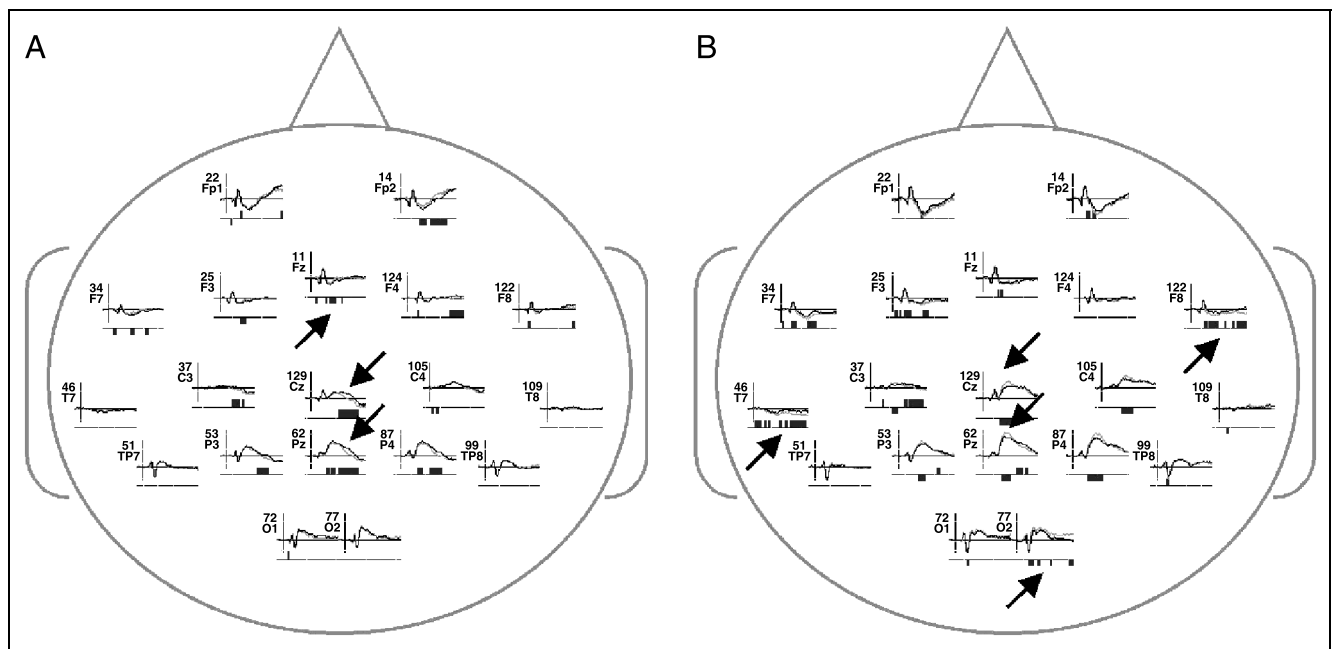 A
22
Fp1
14
Fp2
11
Fz
34
F7
25
F3
124
F4
122
F8
37
C3
129
Cz
105
C4
46
T7
109
T8
51
TP7
53
P3
62
Pz
87
P4
99
TP8
72
O1
77
O2
B
22
Fp1
14
Fp2
11
Fz
34
F7
25
F3
124
F4
122
F8
37
C3
129
Cz
105
C4
46
T7
109
T8
51
TP7
53
P3
62
Pz
87
P4
99
TP8
72
O1
77
O2